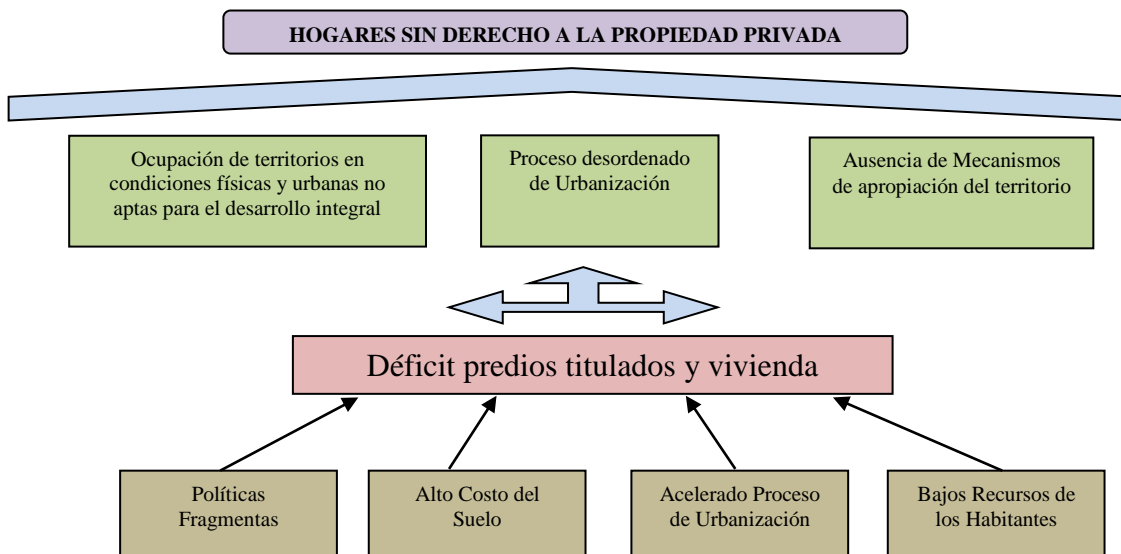 HOGARES SIN DERECHO A LA PROPIEDAD PRIVADA
Ocupación de territorios en
condiciones físicas y urbanas no
aptas para el desarrollo integral
Proceso desordenado
de Urbanización
Ausencia de Mecanismos
de apropiación del territorio
Déficit predios titulados y vivienda
Políticas
Fragmentas
Alto Costo del
Suelo
Acelerado Proceso
de Urbanización
Bajos Recursos de
los Habitantes